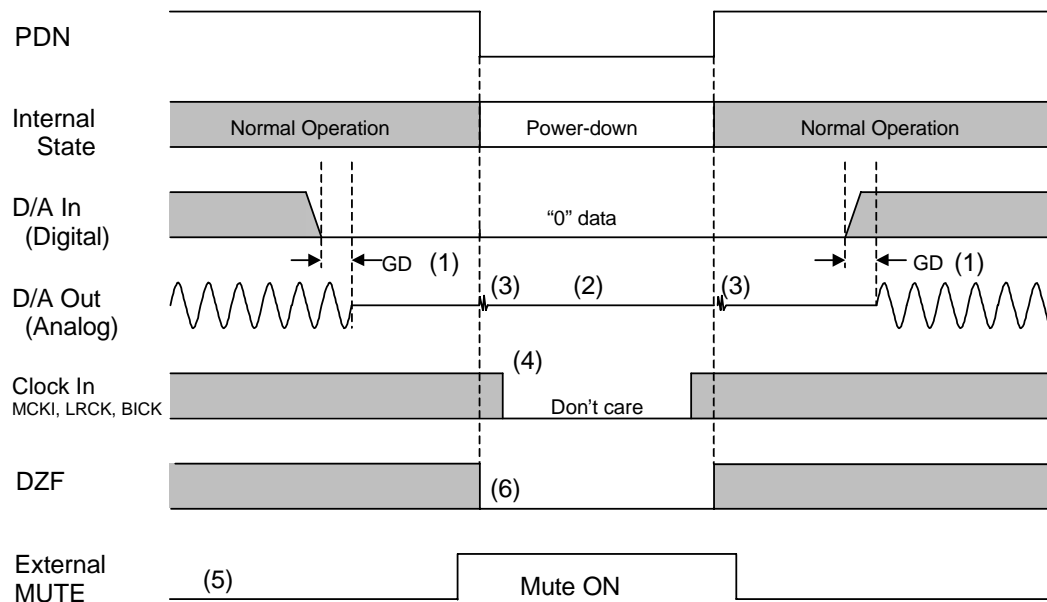 PDN
Internal
State
Normal Operation
Power-down
Normal Operation
D/A In
(Digital)
“0” data
GD (1)
GD (1)
D/A Out
(Analog)
(3)
(2)
(3)
Clock In
MCKI, LRCK, BICK
(4)
Don’t care
DZF
(6)
External
MUTE
(5)
Mute ON